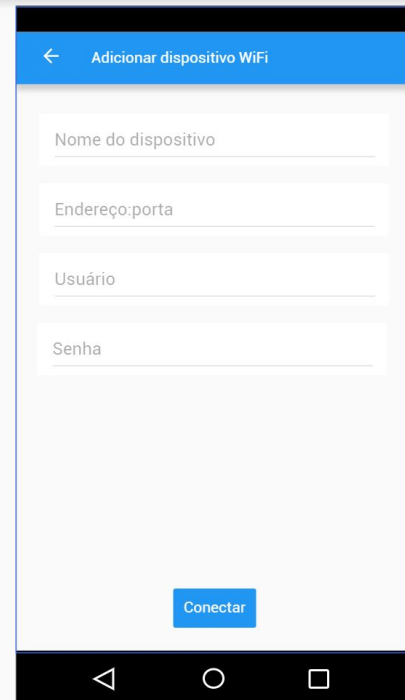 Adicionar dispositivo WiFi
Nome do dispositivo
Endereço:porta
Usuário
Senha
Conectar